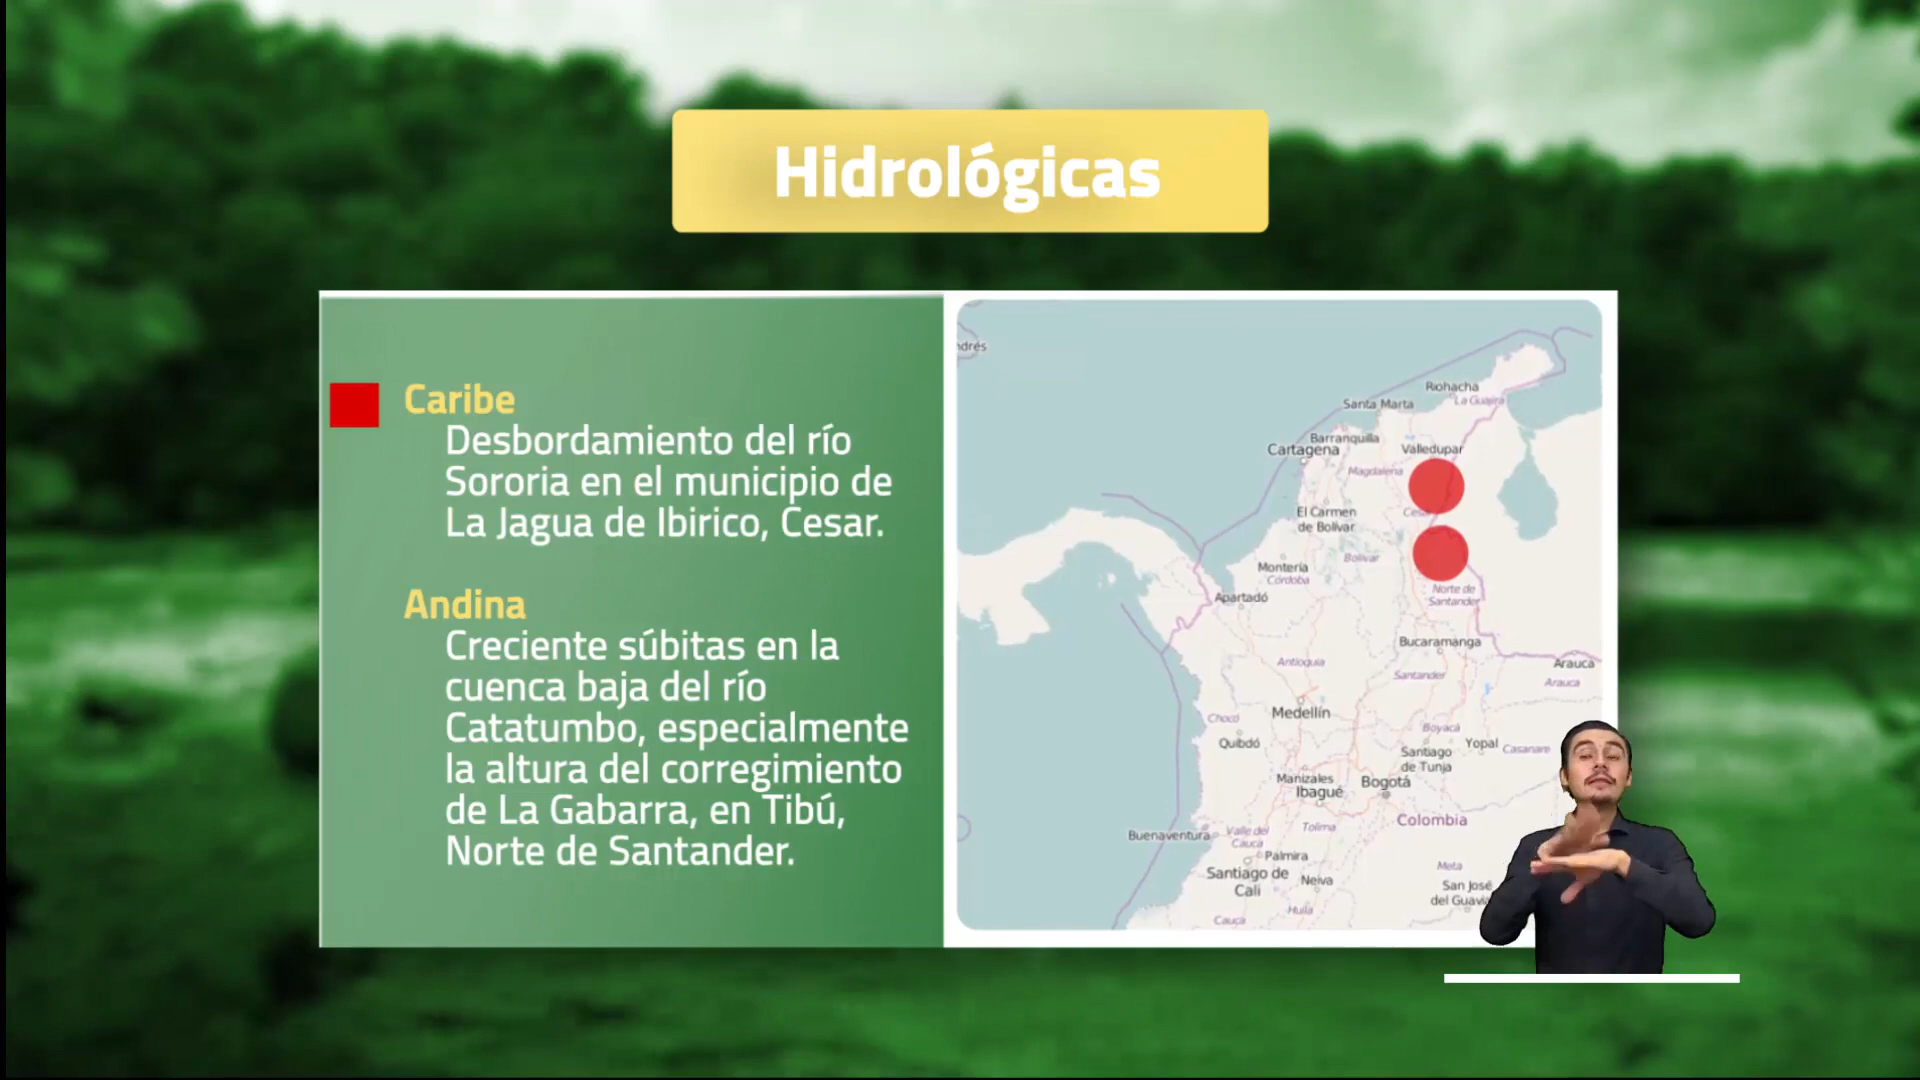 Hidrológicas
Caribe
Desbordamiento del río
Sororia en el municipio de
La Jagua de Ibirico, Cesar.
Andina
Creciente súbitas en la
cuenca baja del río
Catatumbo, especialmente
la altura del corregimiento
de La Gabarra, en Tibú,
Norte de Santander.
ndrés
Riohacha
La Guajira
Santa Marta
Barranquilla
Cartagena
Valledupar
Magdalena
El Carmen
de Bolívar
Cesar
Bolívar
Montería
Córdoba
Apartadó
Norte de
Santander
Bucaramanga
Antioquia
Santander
Arauca
Arauca
Medellín
Chocó
Quibdó
Boyacá
Santiago
de Tunja
Yopal
Casanare
Manizales
Ibagué
Bogotá
Colombia
Buenaventura
Valle del
Cauca
Tolima
Palmira
Santiago de
Cali
Neiva
Meta
San José
del Guavia
Huila
Cauca